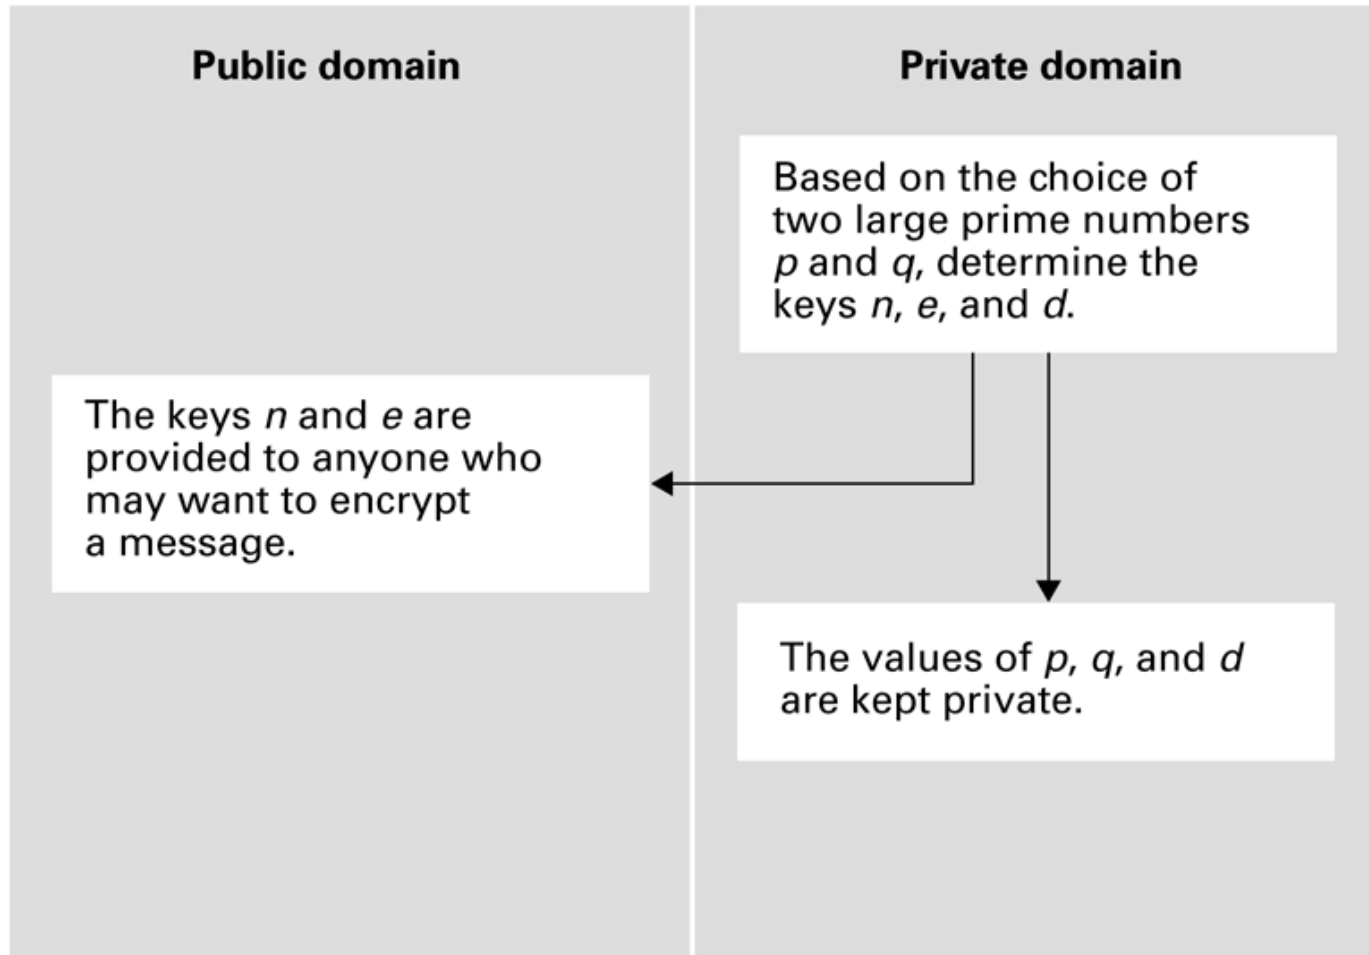 Public domain
Private domain
Based on the choice of
two large prime numbers
p and q, determine the
keys n, e, and d.
The keys n and e are
provided to anyone who
may want to encrypt
a message.
The values of p, q, and d
are kept private.